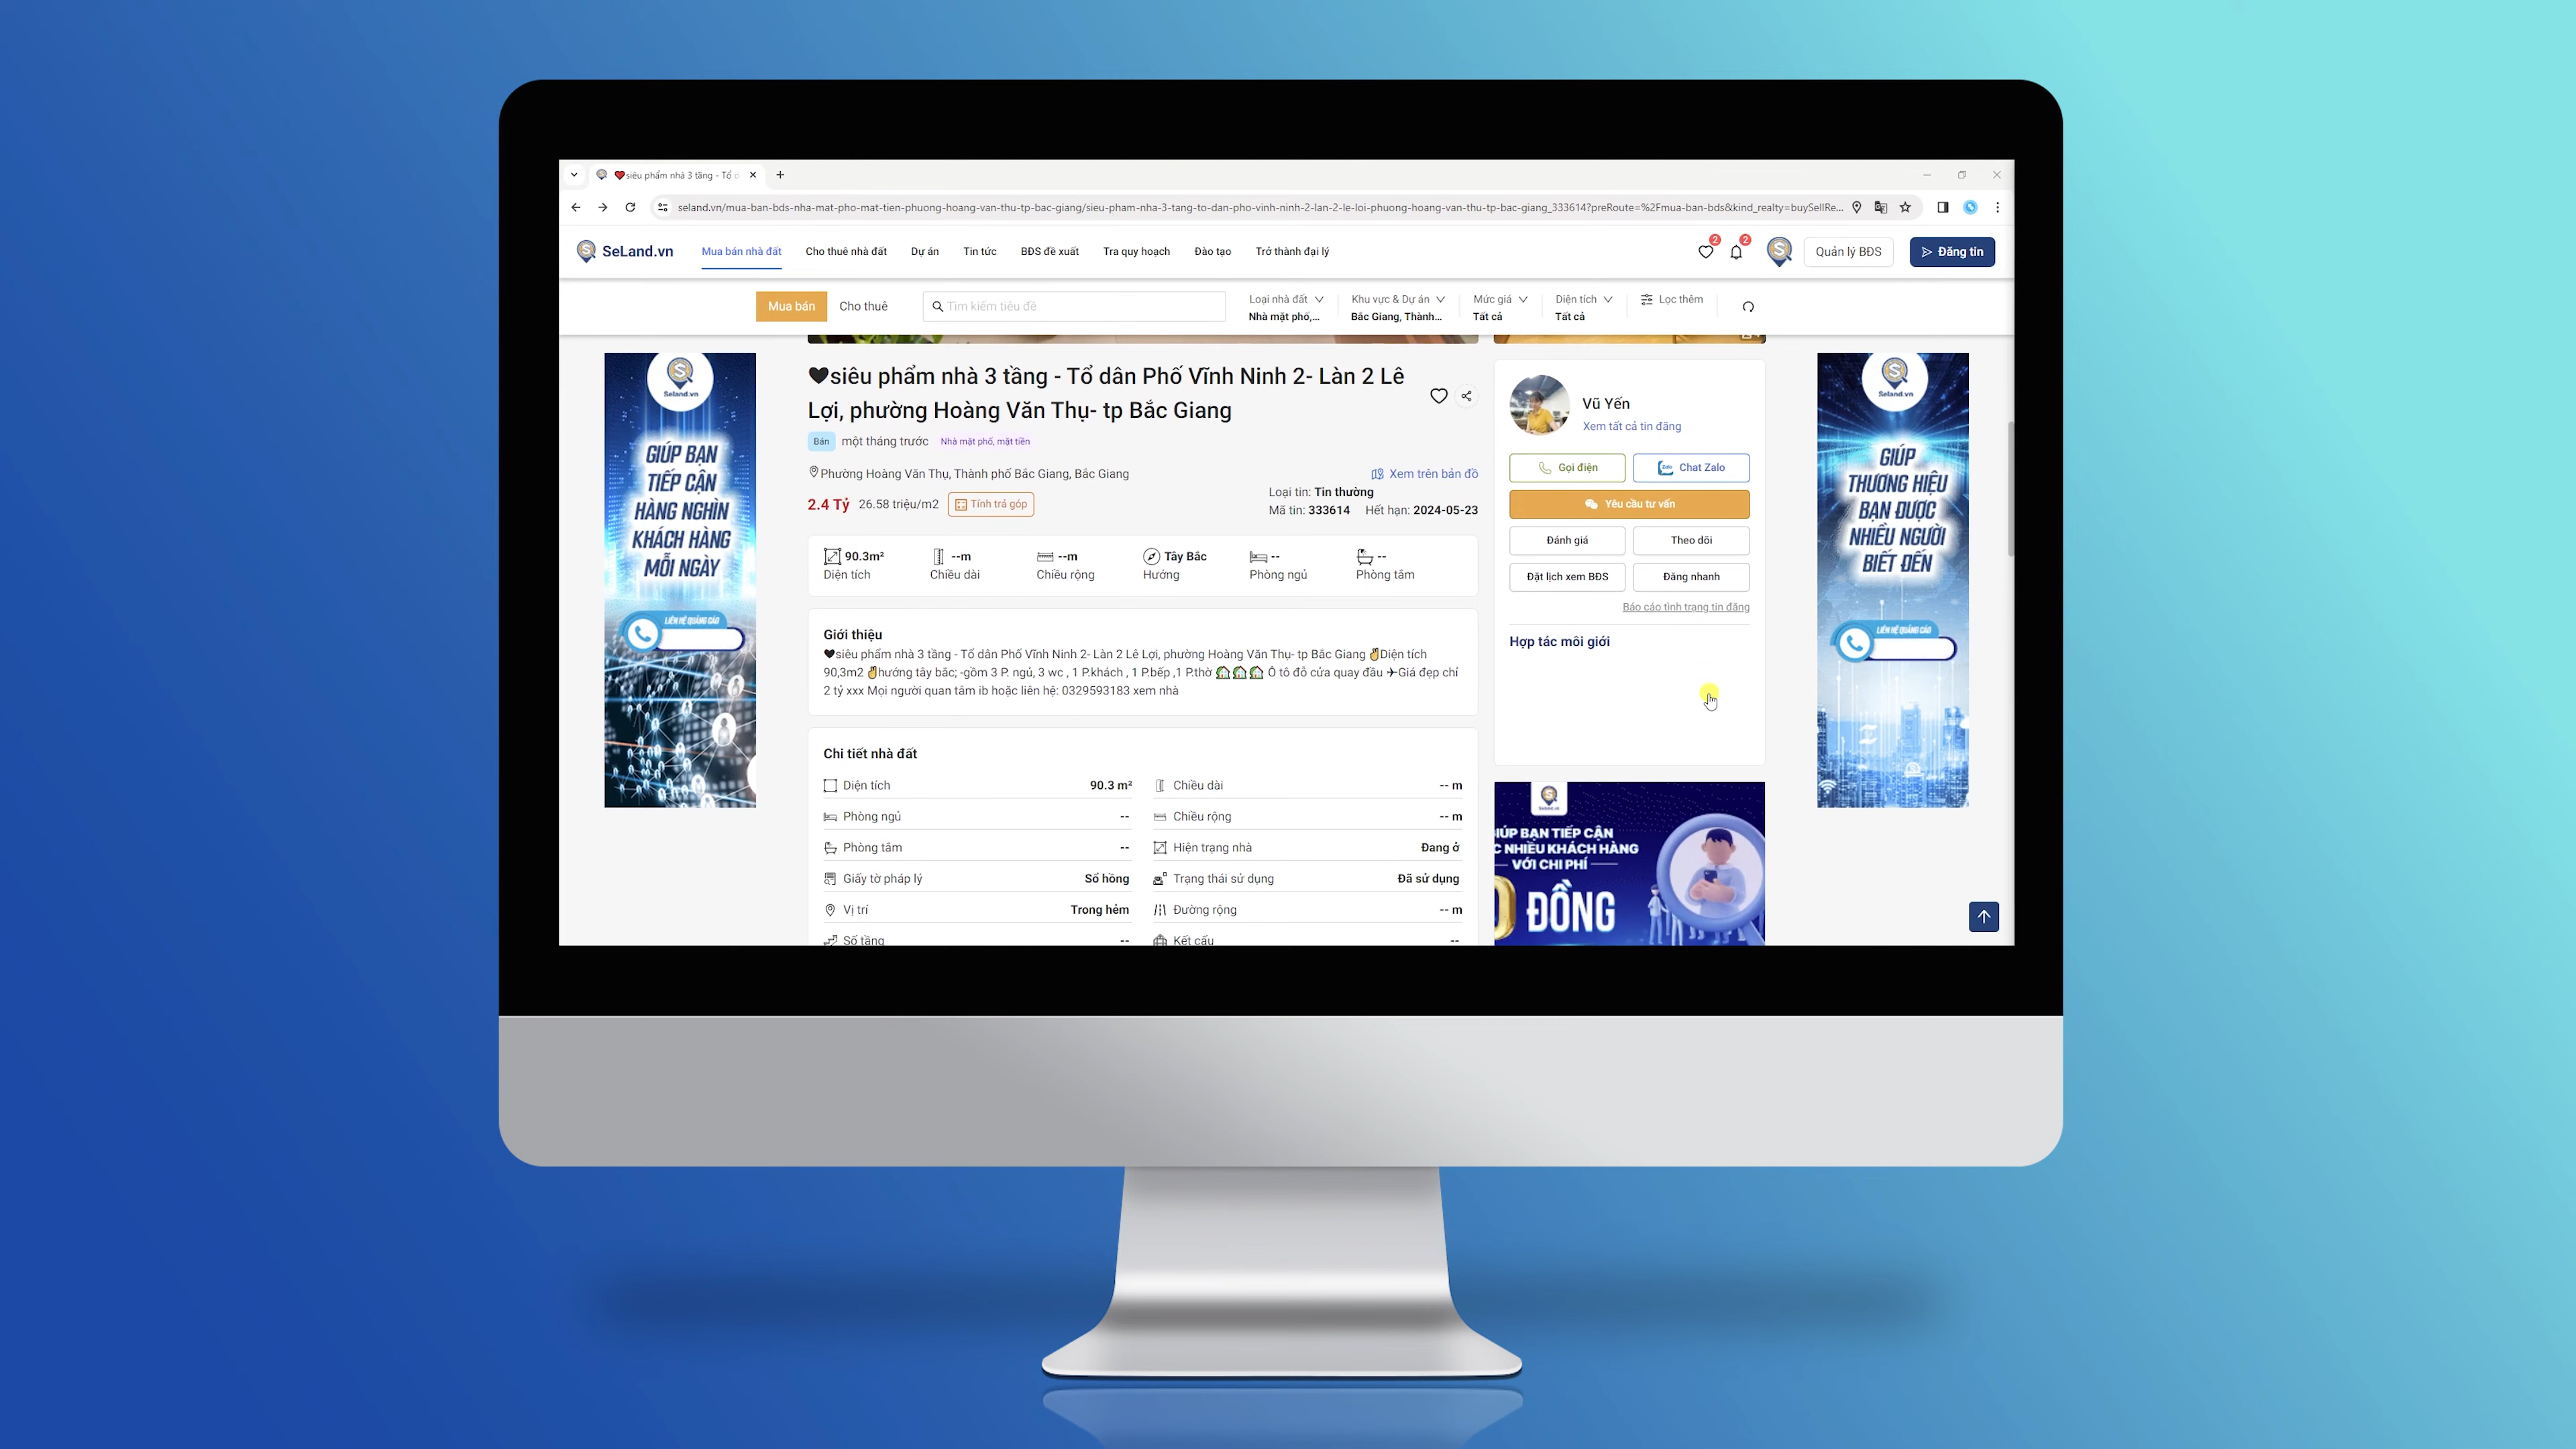 siêu phẩm nhà 3 tầng - Tổ
seland.vn/mua-ban-bds-nha-mat-pho-mat-tien-phuong-hoang-van-thu-tp-bac-giang/sieu-pham-nha-3-tang-to-dan-pho-vinh-ninh-2-lan-2-le-loi-phuong-hoang-van-thu-tp-bac-giang_333614?preRoute=%2Fmua-ban-bds&kind_realty=buySellRe...
SeLand.vn Mua bán nhà đất Cho thuê nhà đất Dự án Tin tức BĐS đề xuất Tra quy hoạch Đào tạo Trở thành đại lý 2 2 Quản lý BĐS Đăng tin
Mua bán Cho thuê Tìm kiếm tiêu đề
Loại nhà đất Khu vực & Dự án Mức giá Diện tích Lọc thêm
Nhà mặt phố,... Bắc Giang, Thành... Tất cả Tất cả
Seland.vn
GIÚP BẠN
TIẾP CẬN
HÀNG NGHÌN
KHÁCH HÀNG
MỖI NGÀY
LIÊN HỆ QUẢNG CÁO
🖤siêu phẩm nhà 3 tầng - Tổ dân Phố Vĩnh Ninh 2- Làn 2 Lê
Lợi, phường Hoàng Văn Thụ- tp Bắc Giang
Bán một tháng trước Nhà mặt phố, mặt tiền
Phường Hoàng Văn Thụ, Thành phố Bắc Giang, Bắc Giang Xem trên bản đồ
Loại tin: Tin thường
2.4 Tỷ 26.58 triệu/m2 Tính trả góp
Mã tin: 333614 Hết hạn: 2024-05-23
90.3m² --m --m Tây Bắc -- --
Diện tích Chiều dài Chiều rộng Hướng Phòng ngủ Phòng tắm
Giới thiệu
🖤siêu phẩm nhà 3 tầng - Tổ dân Phố Vĩnh Ninh 2- Làn 2 Lê Lợi, phường Hoàng Văn Thụ- tp Bắc Giang ✌Diện tích
90,3m2 ✌hướng tây bắc; -gồm 3 P. ngủ, 3 wc , 1 P.khách , 1 P.bếp ,1 P.thờ 🏡🏡🏡 Ô tô đỗ cửa quay đầu ✈Giá đẹp chỉ
2 tỷ xxx Mọi người quan tâm ib hoặc liên hệ: 0329593183 xem nhà
Chi tiết nhà đất
Diện tích 90.3 m² Chiều dài -- m
Phòng ngủ -- Chiều rộng -- m
Phòng tắm -- Hiện trạng nhà Đang ở
Giấy tờ pháp lý Sổ hồng Trạng thái sử dụng Đã sử dụng
Vị trí Trong hẻm Đường rộng -- m
Số tầng -- Kết cấu --
Vũ Yến
Xem tất cả tin đăng
Gọi điện Zalo Chat Zalo
Yêu cầu tư vấn
Đánh giá Theo dõi
Đặt lịch xem BĐS Đăng nhanh
Báo cáo tình trạng tin đăng
Hợp tác môi giới
Seland.vn
IÚP BẠN TIẾP CẬN
C NHIỀU KHÁCH HÀNG
VỚI CHI PHÍ
0 ĐỒNG
Seland.vn
GIÚP
THƯƠNG HIỆU
BẠN ĐƯỢC
NHIỀU NGƯỜI
BIẾT ĐẾN
LIÊN HỆ QUẢNG CÁO